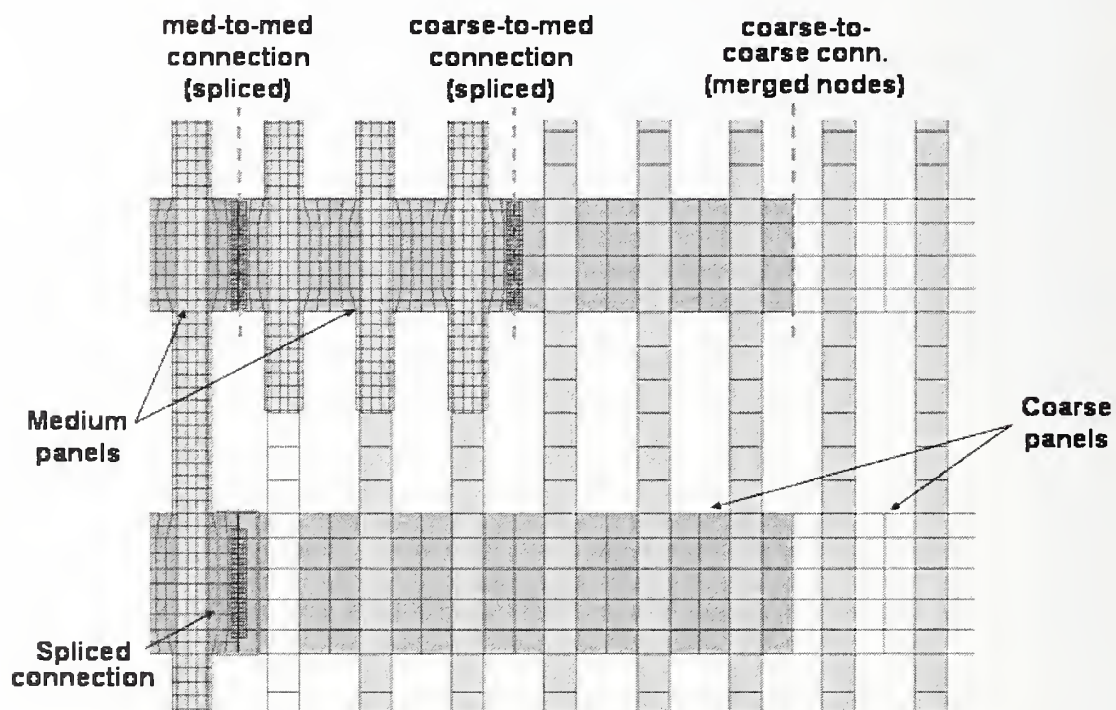 med-to-med
connection
(spliced)
coarse-to-med
connection
(spliced)
coarse-to-
coarse conn.
(merged nodes)
Medium
panels
Coarse
panels
Spliced
connection